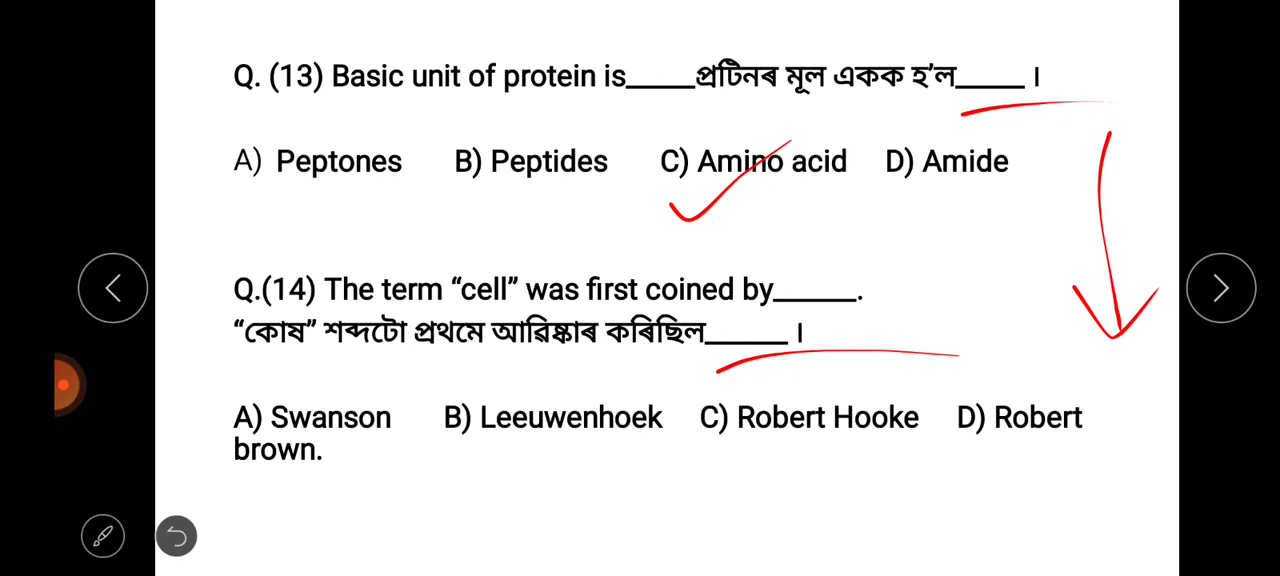 Q. (13) Basic unit of protein is_____প্ৰটিনৰ মূল একক হ'ল_____ ।
A) Peptones B) Peptides C) Amino acid D) Amide
Q.(14) The term “cell” was first coined by______.
“কোষ” শব্দটো প্ৰথমে আৱিষ্কাৰ কৰিছিল______ ।
A) Swanson B) Leeuwenhoek C) Robert Hooke D) Robert
brown.